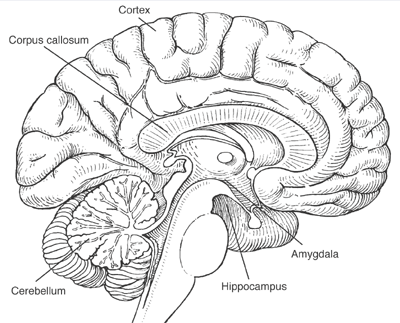 Cortex
Corpus callosum
Amygdala
Hippocampus
Cerebellum